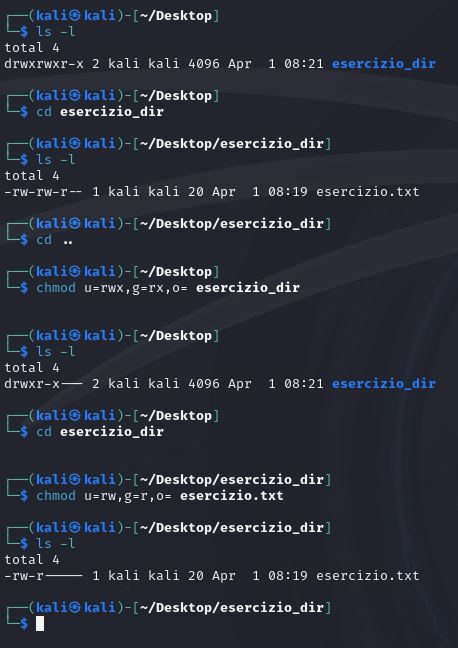 ┌──(kali㉿kali)-[~/Desktop]
└─$ ls -l
total 4
drwxrwxr-x 2 kali kali 4096 Apr  1 08:21 esercizio_dir
┌──(kali㉿kali)-[~/Desktop]
└─$ cd esercizio_dir
┌──(kali㉿kali)-[~/Desktop/esercizio_dir]
└─$ ls -l
total 4
-rw-rw-r-- 1 kali kali 20 Apr  1 08:19 esercizio.txt
┌──(kali㉿kali)-[~/Desktop/esercizio_dir]
└─$ cd ..
┌──(kali㉿kali)-[~/Desktop]
└─$ chmod u=rwx,g=rx,o= esercizio_dir
┌──(kali㉿kali)-[~/Desktop]
└─$ ls -l
total 4
drwxr-x--- 2 kali kali 4096 Apr  1 08:21 esercizio_dir
┌──(kali㉿kali)-[~/Desktop]
└─$ cd esercizio_dir
┌──(kali㉿kali)-[~/Desktop/esercizio_dir]
└─$ chmod u=rw,g=r,o= esercizio.txt
┌──(kali㉿kali)-[~/Desktop/esercizio_dir]
└─$ ls -l
total 4
-rw-r----- 1 kali kali 20 Apr  1 08:19 esercizio.txt
┌──(kali㉿kali)-[~/Desktop/esercizio_dir]
└─$